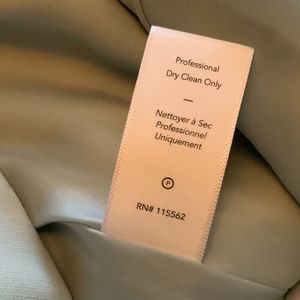 Professional
Dry Clean Only
—
Nettoyer à Sec
Professionnel
Uniquement
P
RN# 115562